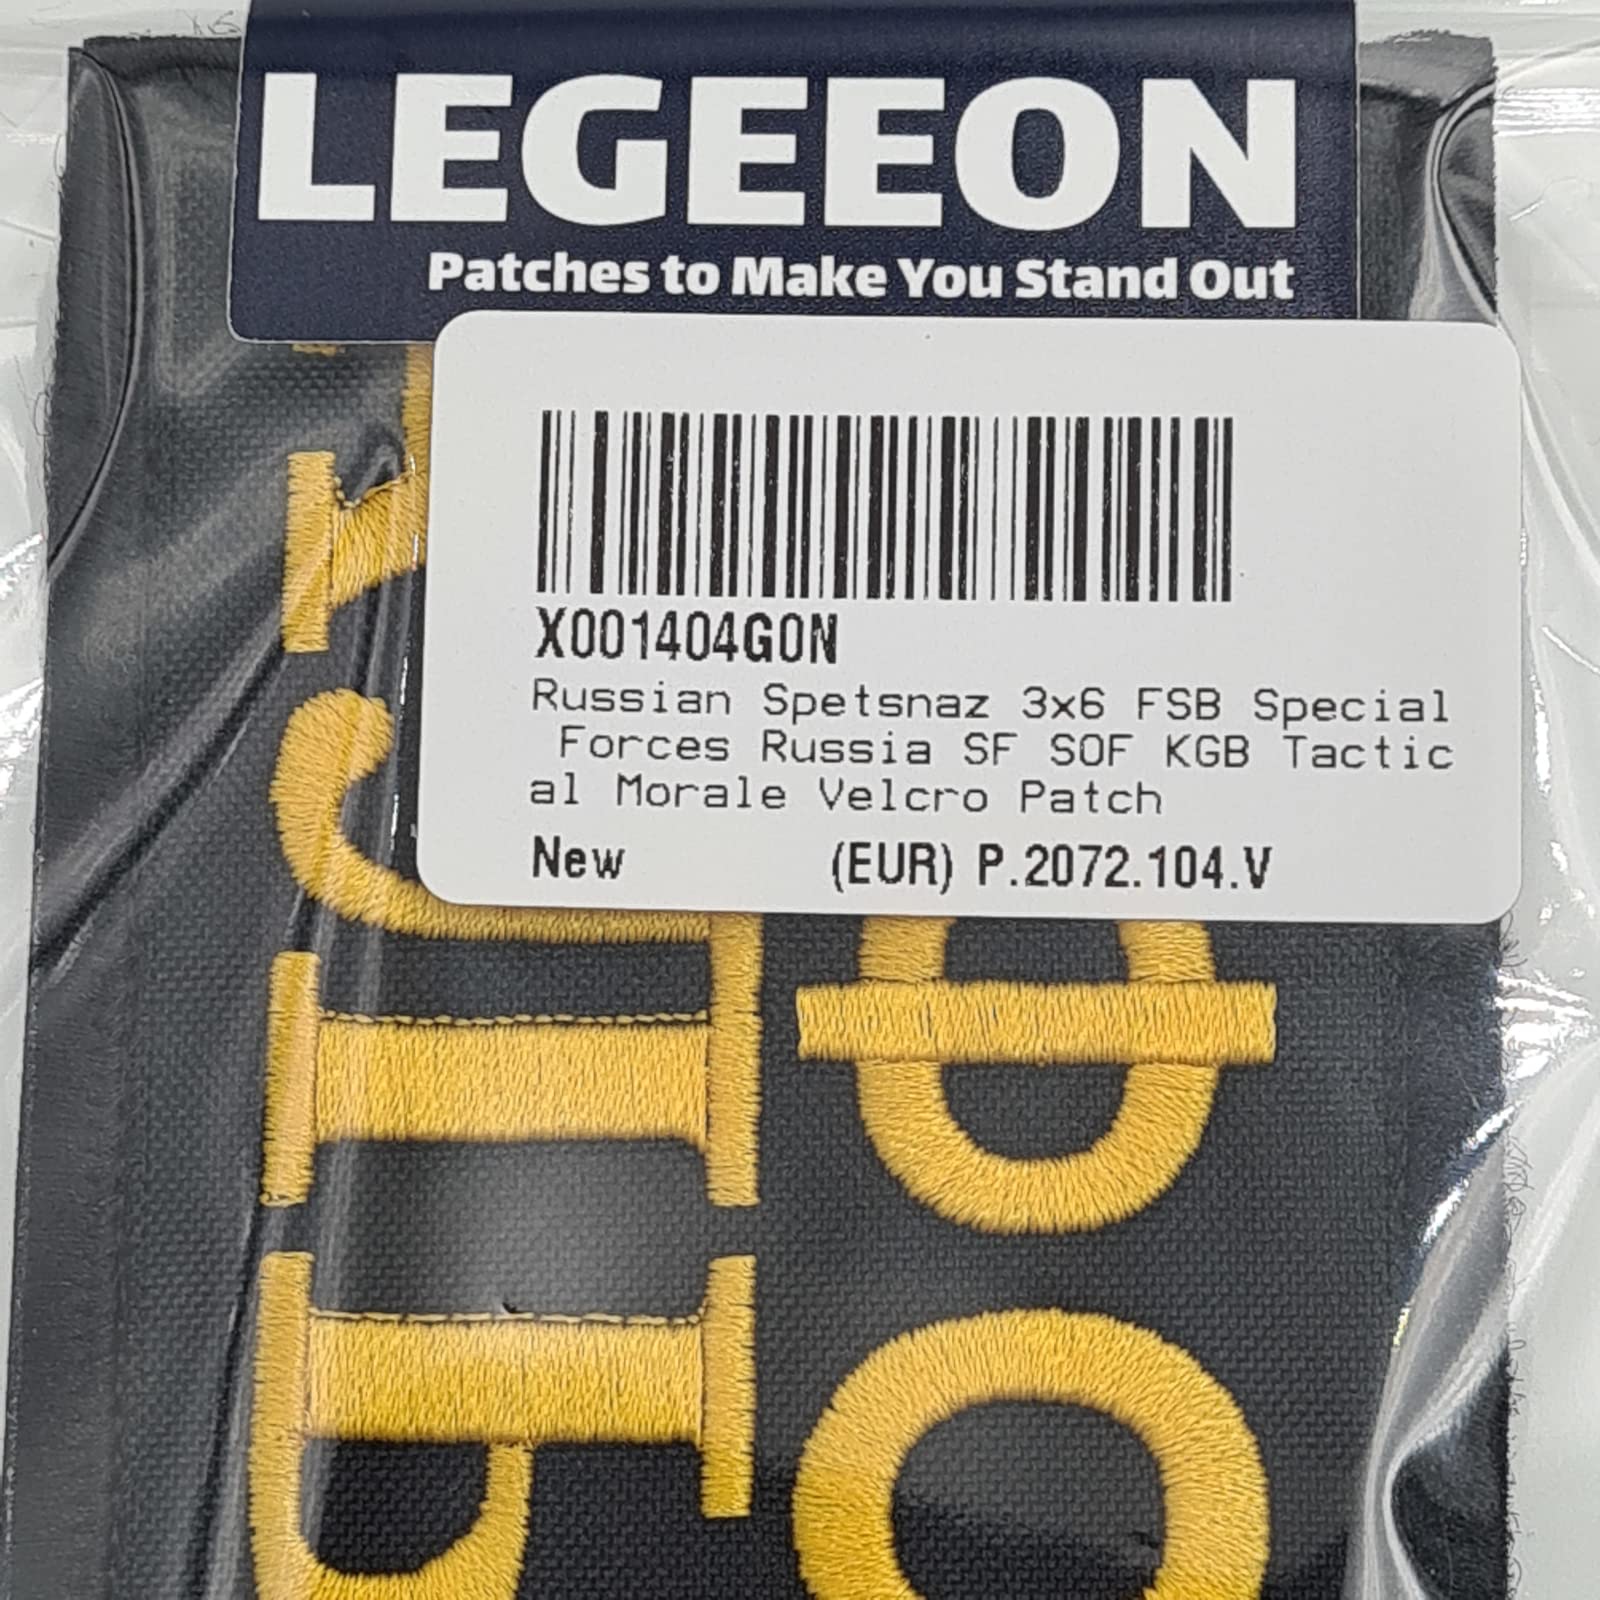 LEGEEON
Patches to Make You Stand Out
X001404G0N
Russian Spetsnaz 3x6 FSB Special
Forces Russia SF SOF KGB Tactic
al Morale Velcro Patch
New (EUR) P.2072.104.V